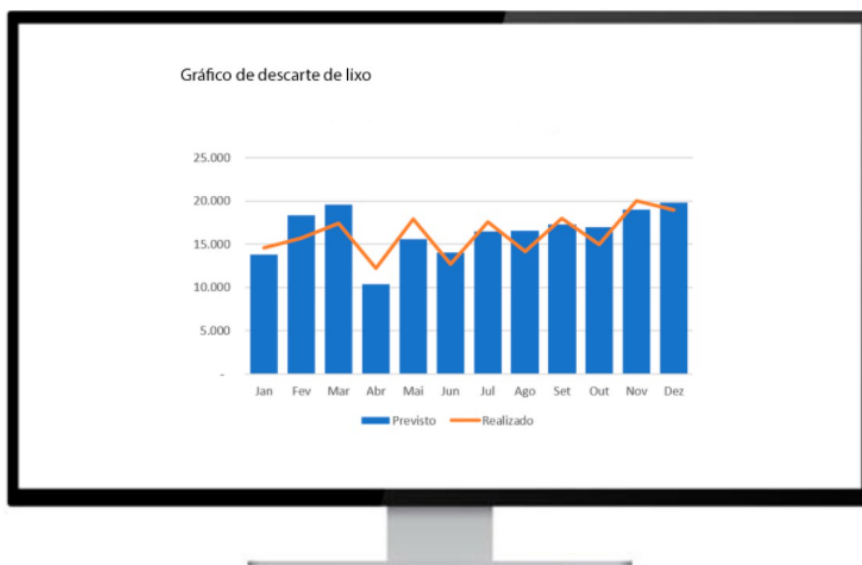 Gráfico de descarte de lixo
25.000
20.000
15.000
10.000
5.000
-
Jan Fev Mar Abr Mai Jun Jul Ago Set Out Nov Dez
Previsto Realizado